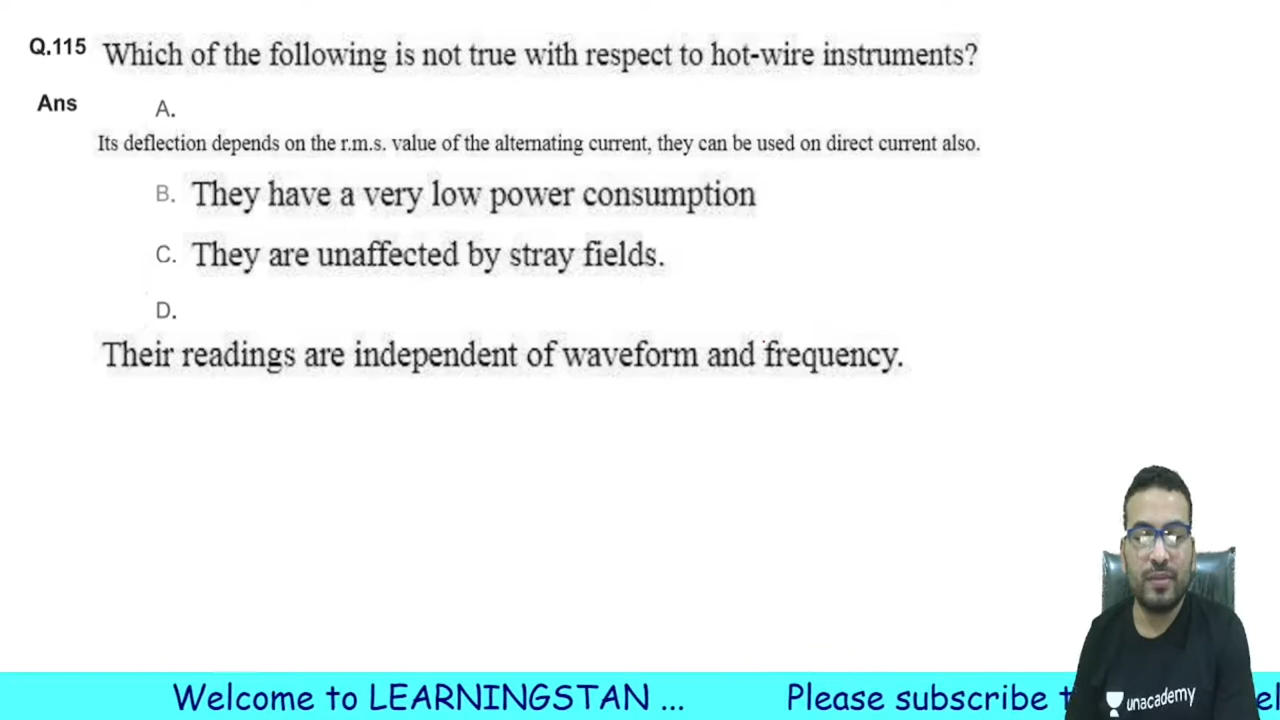 Q.115 Which of the following is not true with respect to hot-wire instruments?
Ans A.
Its deflection depends on the r.m.s. value of the alternating current, they can be used on direct current also.
B. They have a very low power consumption
C. They are unaffected by stray fields.
D.
Their readings are independent of waveform and frequency.
unacademy
Welcome to LEARNINGSTAN ... Please subscribe